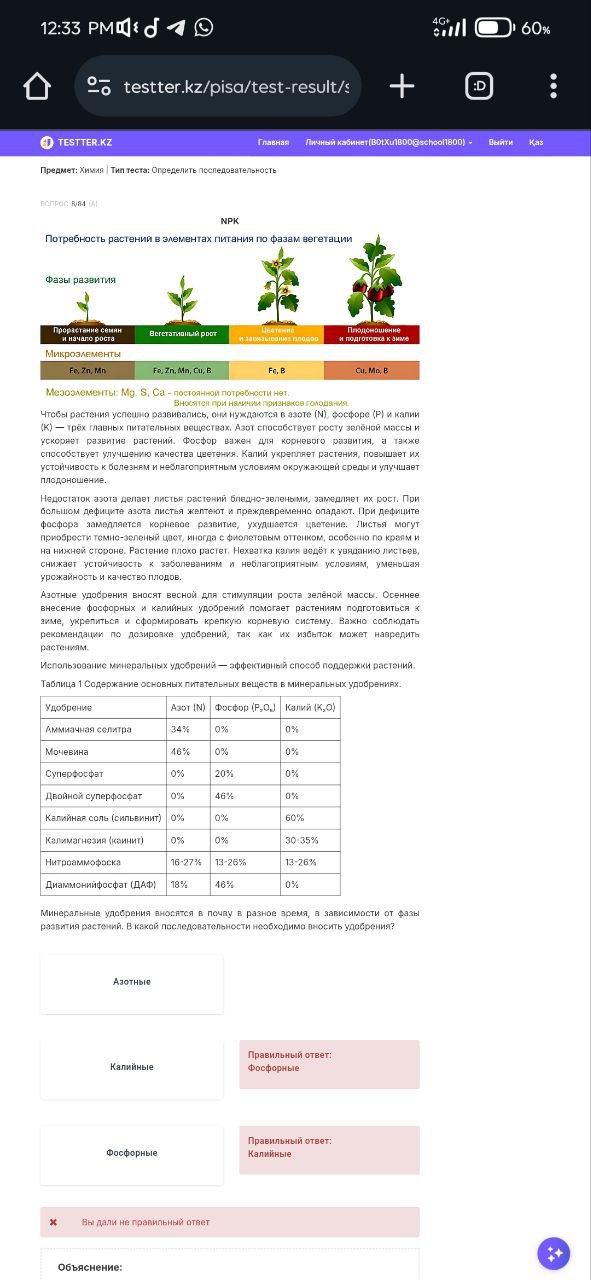 12:33 PM
4G+
60%
testter.kz/pisa/test-result/s
:D
TESTTER.KZ
Главная
Личный кабинет(B0tXu1800@school1800)
Выйти
Қаз
Предмет: Химия | Тип теста: Определить последовательность
ВОПРОС 8/84 (A)
NPK
Потребность растений в элементах питания по фазам вегетации
Фазы развития
Прорастание семян
и начало роста
Вегетативный рост
Цветение
и завязывание плодов
Плодоношение
и подготовка к зиме
Микроэлементы
Fe, Zn, Mn
Fe, Zn, Mn, Cu, B
Fe, B
Cu, Mo, B
Мезоэлементы: Mg, S, Ca - постоянной потребности нет.
Вносятся при наличии признаков голодания.
Чтобы растения успешно развивались, они нуждаются в азоте (N), фосфоре (P) и калии
(K) — трёх главных питательных веществах. Азот способствует росту зелёной массы и
ускоряет развитие растений. Фосфор важен для корневого развития, а также
способствует улучшению качества цветения. Калий укрепляет растения, повышает их
устойчивость к болезням и неблагоприятным условиям окружающей среды и улучшает
плодоношение.
Недостаток азота делает листья растений бледно-зелеными, замедляет их рост. При
большом дефиците азота листья желтеют и преждевременно опадают. При дефиците
фосфора замедляется корневое развитие, ухудшается цветение. Листья могут
приобрести темно-зеленый цвет, иногда с фиолетовым оттенком, особенно по краям и
на нижней стороне. Растение плохо растет. Нехватка калия ведёт к увяданию листьев,
снижает устойчивость к заболеваниям и неблагоприятным условиям, уменьшая
урожайность и качество плодов.
Азотные удобрения вносят весной для стимуляции роста зелёной массы. Осеннее
внесение фосфорных и калийных удобрений помогает растениям подготовиться к
зиме, укрепиться и сформировать крепкую корневую систему. Важно соблюдать
рекомендации по дозировке удобрений, так как их избыток может навредить
растениям.
Использование минеральных удобрений — эффективный способ поддержки растений.
Таблица 1 Содержание основных питательных веществ в минеральных удобрениях.
Удобрение Азот (N) Фосфор (P₂O₅) Калий (K₂O)
Аммиачная селитра 34% 0% 0%
Мочевина 46% 0% 0%
Суперфосфат 0% 20% 0%
Двойной суперфосфат 0% 46% 0%
Калийная соль (сильвинит) 0% 0% 60%
Калимагнезия (каинит) 0% 0% 30-35%
Нитроаммофоска 16-27% 13-26% 13-26%
Диаммонийфосфат (ДАФ) 18% 46% 0%
Минеральные удобрения вносятся в почву в разное время, в зависимости от фазы
развития растений. В какой последовательности необходимо вносить удобрения?
Азотные
Калийные
Правильный ответ:
Фосфорные
Фосфорные
Правильный ответ:
Калийные
Вы дали не правильный ответ
Объяснение: